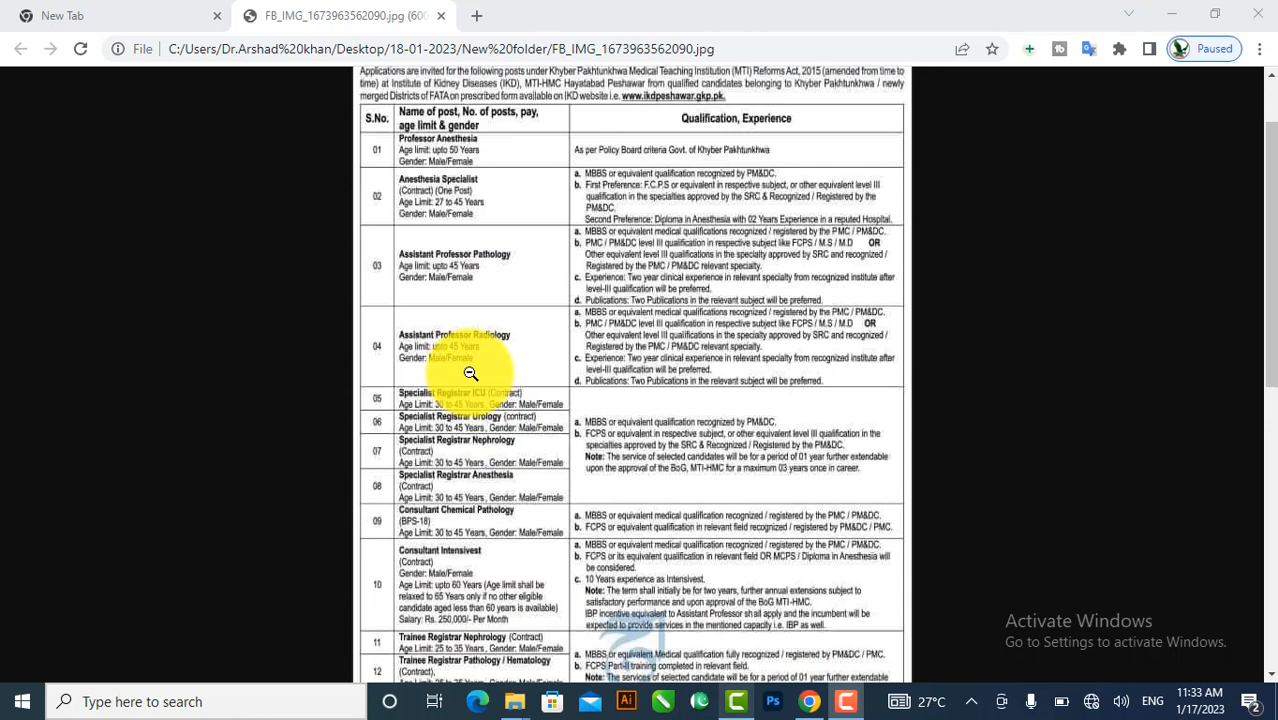 New Tab
FB_IMG_1673963562090.jpg (600
File
C:/Users/Dr.Arshad%20khan/Desktop/18-01-2023/New%20folder/FB_IMG_1673963562090.jpg
Paused
Applications are invited for the following posts under Khyber Pakhtunkhwa Medical Teaching Institution (MTI) Reforms Act, 2015 (amended from time to
time) at Institute of Kidney Diseases (IKD), MTI-HMC Hayatabad Peshawar from qualified candidates belonging to Khyber Pakhtunkhwa / newly
merged Districts of FATA on prescribed form available on IKD website i.e. www.ikdpeshawar.gkp.pk.
S.No.
Name of post, No. of posts, pay,
age limit & gender
Qualification, Experience
01
Professor Anesthesia
Age limit: upto 50 Years
Gender: Male/Female
As per Policy Board criteria Govt. of Khyber Pakhtunkhwa
02
Anesthesia Specialist
(Contract) (One Post)
Age Limit: 27 to 45 Years
Gender: Male/Female
a. MBBS or equivalent qualification recognized by PM&DC.
b. First Preference: F.C.P.S or equivalent in respective subject, or other equivalent level III
qualification in the specialties approved by the SRC & Recognized / Registered by the
PM&DC.
Second Preference: Diploma in Anesthesia with 02 Years Experience in a reputed Hospital.
03
Assistant Professor Pathology
Age limit: upto 45 Years
Gender: Male/Female
a. MBBS or equivalent medical qualifications recognized / registered by the PMC / PM&DC.
b. PMC / PM&DC level III qualification in respective subject like FCPS / M.S / M.D OR
Other equivalent level III qualifications in the specialty approved by SRC and recognized /
Registered by the PMC / PM&DC relevant specialty.
c. Experience: Two year clinical experience in relevant specialty from recognized institute after
level-III qualification will be preferred.
d. Publications: Two Publications in the relevant subject will be preferred.
04
Assistant Professor Radiology
Age limit: upto 45 Years
Gender: Male/Female
a. MBBS or equivalent medical qualifications recognized / registered by the PMC / PM&DC.
b. PMC / PM&DC level III qualification in respective subject like FCPS / M.S / M.D OR
Other equivalent level III qualifications in the specialty approved by SRC and recognized /
Registered by the PMC / PM&DC relevant specialty.
c. Experience: Two year clinical experience in relevant specialty from recognized institute after
level-III qualification will be preferred.
d. Publications: Two Publications in the relevant subject will be preferred.
05
Specialist Registrar ICU (Contract)
Age Limit: 30 to 45 Years, Gender: Male/Female
06
Specialist Registrar Urology (contract)
Age Limit: 30 to 45 Years, Gender: Male/Female
07
Specialist Registrar Nephrology
(Contract)
Age Limit: 30 to 45 Years, Gender: Male/Female
08
Specialist Registrar Anesthesia
(Contract)
Age Limit: 30 to 45 Years, Gender: Male/Female
a. MBBS or equivalent qualification recognized by PM&DC.
b. FCPS or equivalent in respective subject, or other equivalent level III qualification in the
specialties approved by the SRC & Recognized / Registered by the PM&DC.
Note: The service of selected candidates will be for a period of 01 year further extendable
upon the approval of the BoG, MTI-HMC for a maximum 03 years once in career.
09
Consultant Chemical Pathology
(BPS-18)
Age Limit: 30 to 45 Years, Gender: Male/Female
a. MBBS or equivalent medical qualification recognized / registered by the PMC / PM&DC.
b. FCPS or equivalent qualification in relevant field recognized / registered by PM&DC / PMC.
10
Consultant Intensivest
(Contract)
Gender: Male/Female
Age Limit: upto 60 Years (Age limit shall be
relaxed to 65 Years only if no other eligible
candidate aged less than 60 years is available)
Salary: Rs. 250,000/- Per Month
a. MBBS or equivalent medical qualification recognized / registered by the PMC / PM&DC.
b. FCPS or its equivalent qualification in relevant field OR MCPS / Diploma in Anesthesia will
be considered.
c. 10 Years experience as Intensivest.
Note: The term shall initially be for two years, further annual extensions subject to
satisfactory performance and upon approval of the BoG MTI-HMC.
IBP incentive equivalent to Assistant Professor shall apply and the incumbent will be
expected to provide services in the mentioned capacity i.e. IBP as well.
11
Trainee Registrar Nephrology (Contract)
Age Limit: 25 to 35 Years, Gender: Male/Female
12
Trainee Registrar Pathology / Hematology
(Contract),
a. MBBS or equivalent Medical qualification fully recognized / registered by PM&DC / PMC.
b. FCPS Part-II training completed in relevant field.
Note: The services of selected candidates will be for a period of 01 year further extendable
Activate Windows
Go to Settings to activate Windows.
Type here to search
Ai
Ps
27°C
ENG
11:33 AM
1/17/2023
2